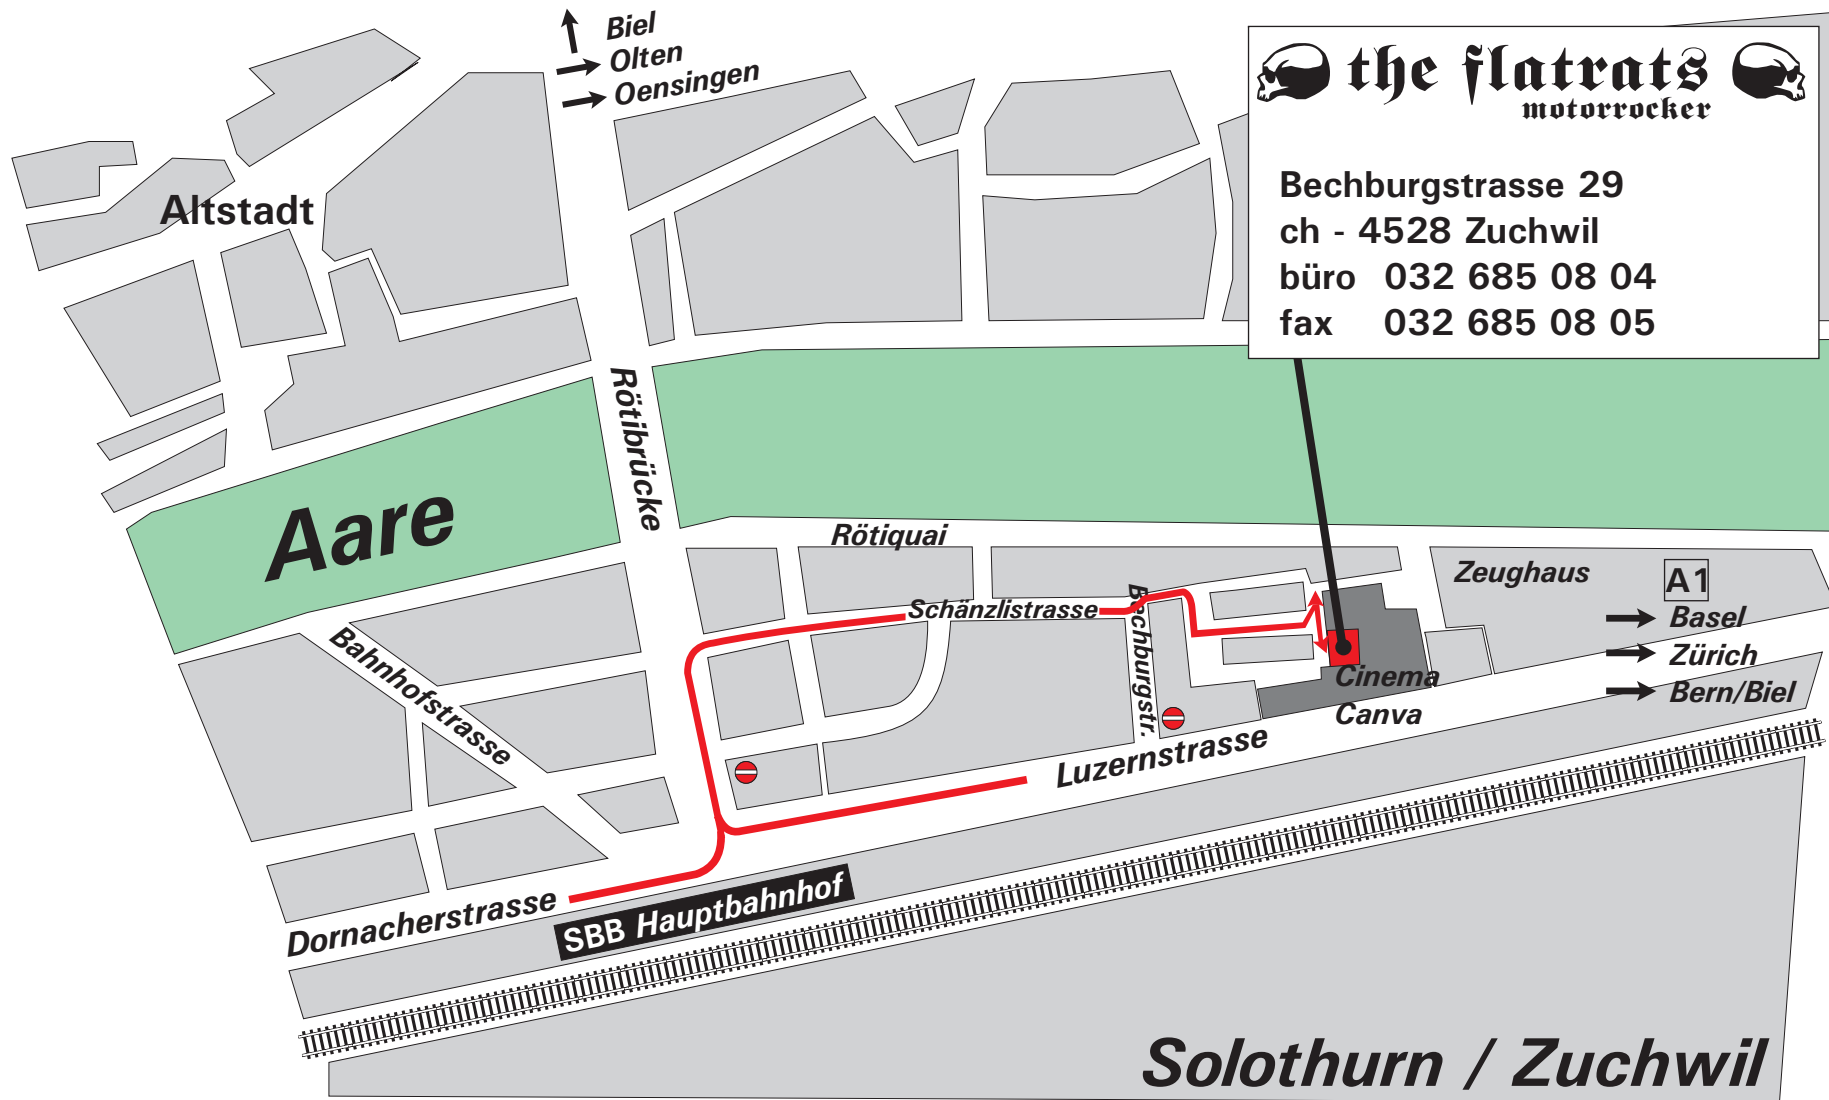 Biel
Olten
Oensingen
the flatrats
motorrocker
Bechburgstrasse 29
ch - 4528 Zuchwil
büro 032 685 08 04
fax 032 685 08 05
Altstadt
Rötibrücke
Aare
Rötiquai
Zeughaus
A1
Basel
Zürich
Bern/Biel
Schänzlistrasse
Bechburgstr.
Cinema
Canva
Bahnhofstrasse
Luzernstrasse
Dornacherstrasse
SBB Hauptbahnhof
Solothurn / Zuchwil